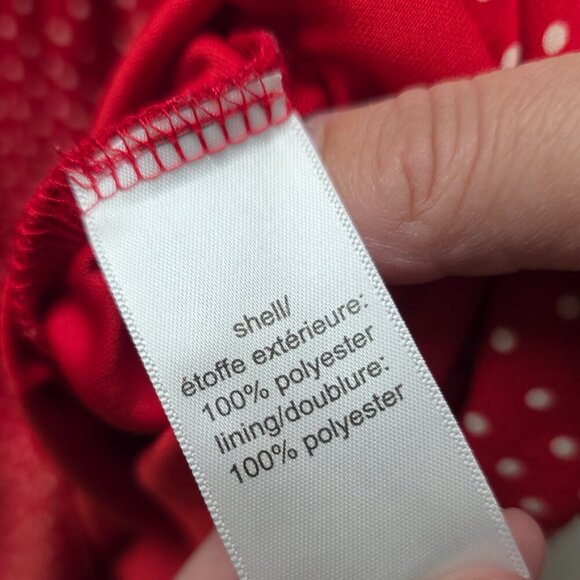 shell/
étoffe extérieure:
100% polyester
lining/doublure:
100% polyester